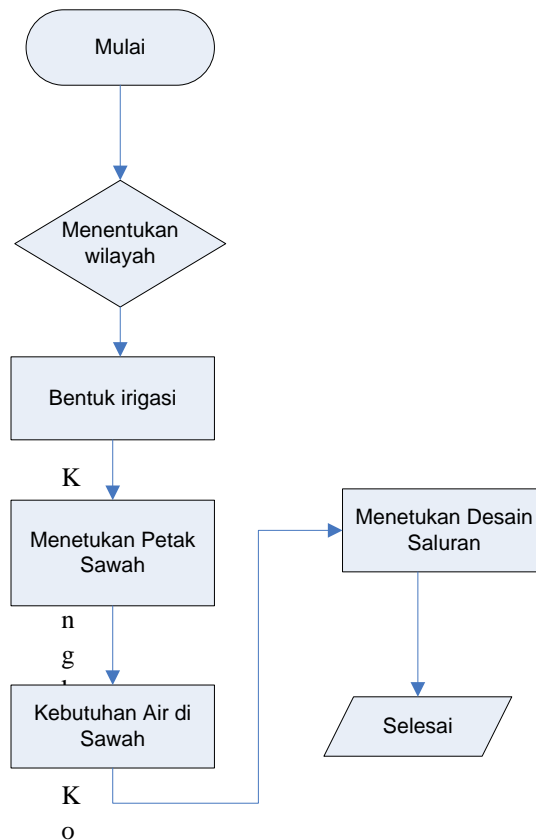 Mulai
Menentukan
wilayah
Bentuk irigasi
K
Menetukan Petak
Sawah
n
g
Kebutuhan Air di
Sawah
K
o
Menetukan Desain
Saluran
Selesai